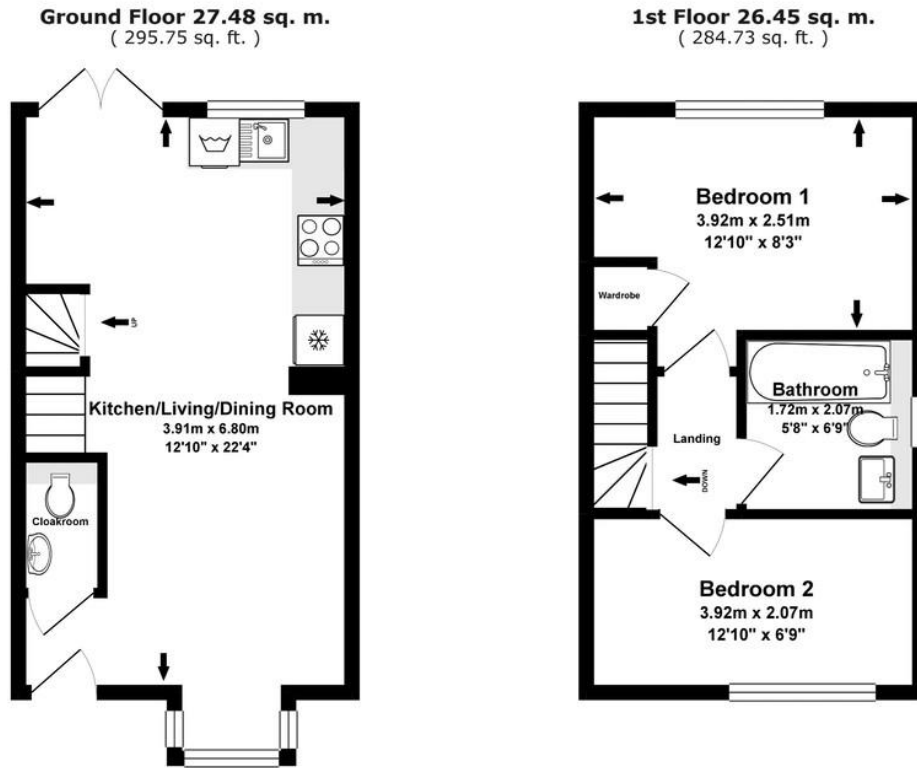 Ground Floor 27.48 sq. m.
( 295.75 sq. ft. )
UP
Kitchen/Living/Dining Room
3.91m x 6.80m
12'10" x 22'4"
Cloakroom
1st Floor 26.45 sq. m.
( 284.73 sq. ft. )
Bedroom 1
3.92m x 2.51m
12'10" x 8'3"
Wardrobe
Bathroom
1.72m x 2.07m
5'8" x 6'9"
Landing
DOWN
Bedroom 2
3.92m x 2.07m
12'10" x 6'9"